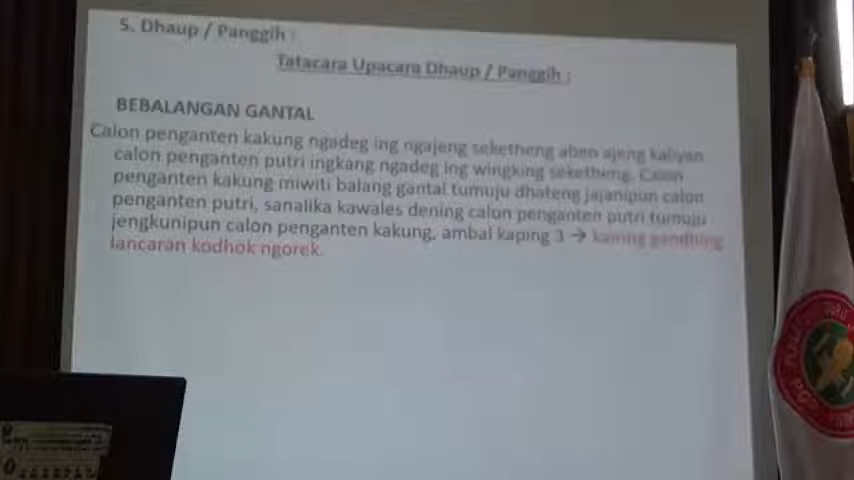 5. Dhaup / Panggih :
Tatacara Upacara Dhaup / Panggih :
BEBALANGAN GANTAL
Calon penganten kakung ngadeg ing ngajeng seketheng aben ajeng kaliyan
calon penganten putri ingkang ngadeg ing wingking seketheng. Calon
penganten kakung miwiti balang gantal tumuju dhateng jajanipun calon
penganten putri, sanalika kawales dening calon penganten putri tumuju
jengkunipun calon penganten kakung, ambal kaping 3 → kairing gendhing
lancaran kodhok ngorek.